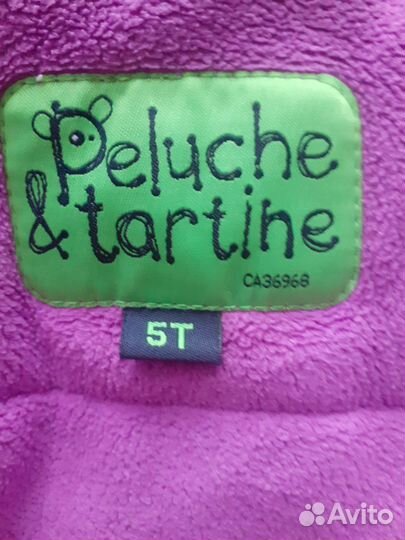 Peluche
& tartine
CA36968
5T
Avito